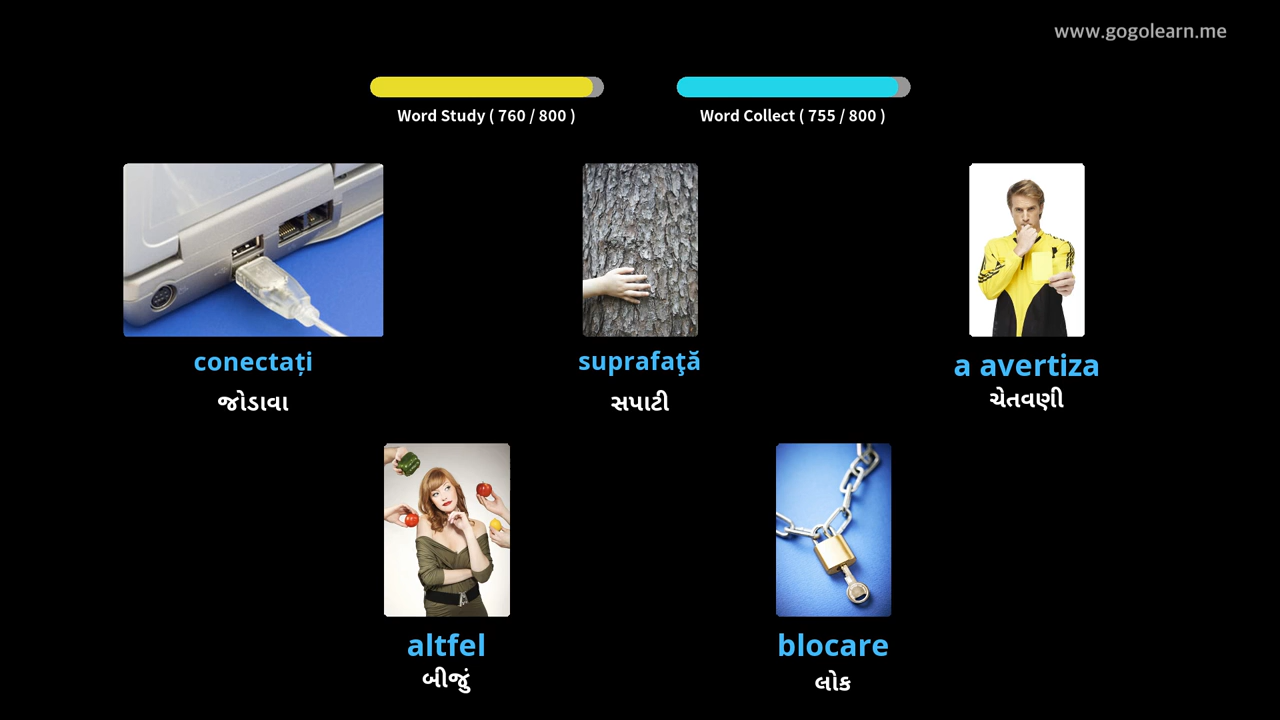 www.gogolearn.me
Word Study ( 760 / 800 )
Word Collect ( 755 / 800 )
conectați
જોડાવા
suprafaţă
સપાટી
a avertiza
ચેતવણી
altfel
બીજું
blocare
લોક